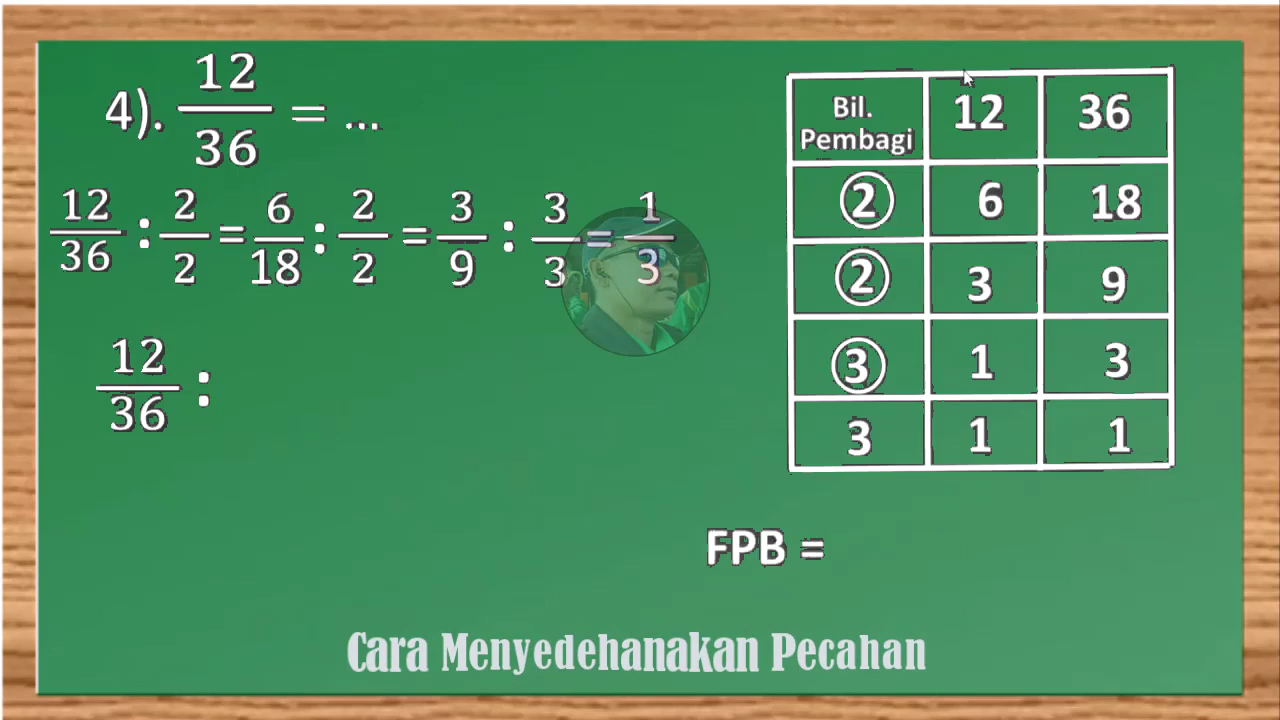 4). 12/36 = ...
12/36 : 2/2 = 6/18 : 2/2 = 3/9 : 3/3 = 1/3
12/36 :
Bil. Pembagi 12 36
2 6 18
2 3 9
3 1 3
3 1 1
FPB =
Cara Menyedehanakan Pecahan